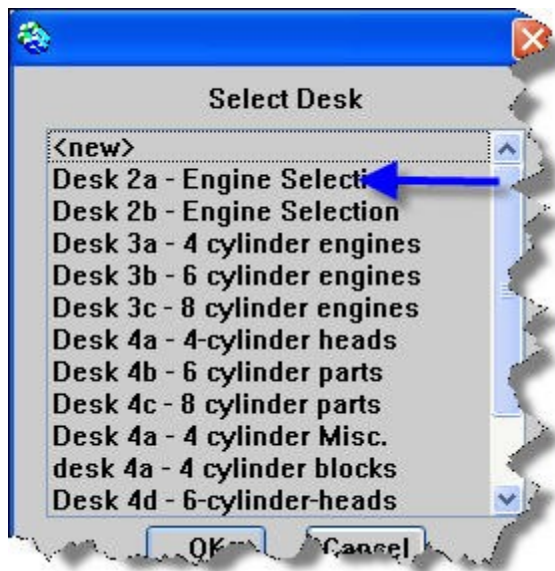 Select Desk
<new>
Desk 2a - Engine Selecti
Desk 2b - Engine Selection
Desk 3a - 4 cylinder engines
Desk 3b - 6 cylinder engines
Desk 3c - 8 cylinder engines
Desk 4a - 4-cylinder heads
Desk 4b - 6 cylinder parts
Desk 4c - 8 cylinder parts
Desk 4a - 4 cylinder Misc.
desk 4a - 4 cylinder blocks
Desk 4d - 6-cylinder-heads
OK Cancel